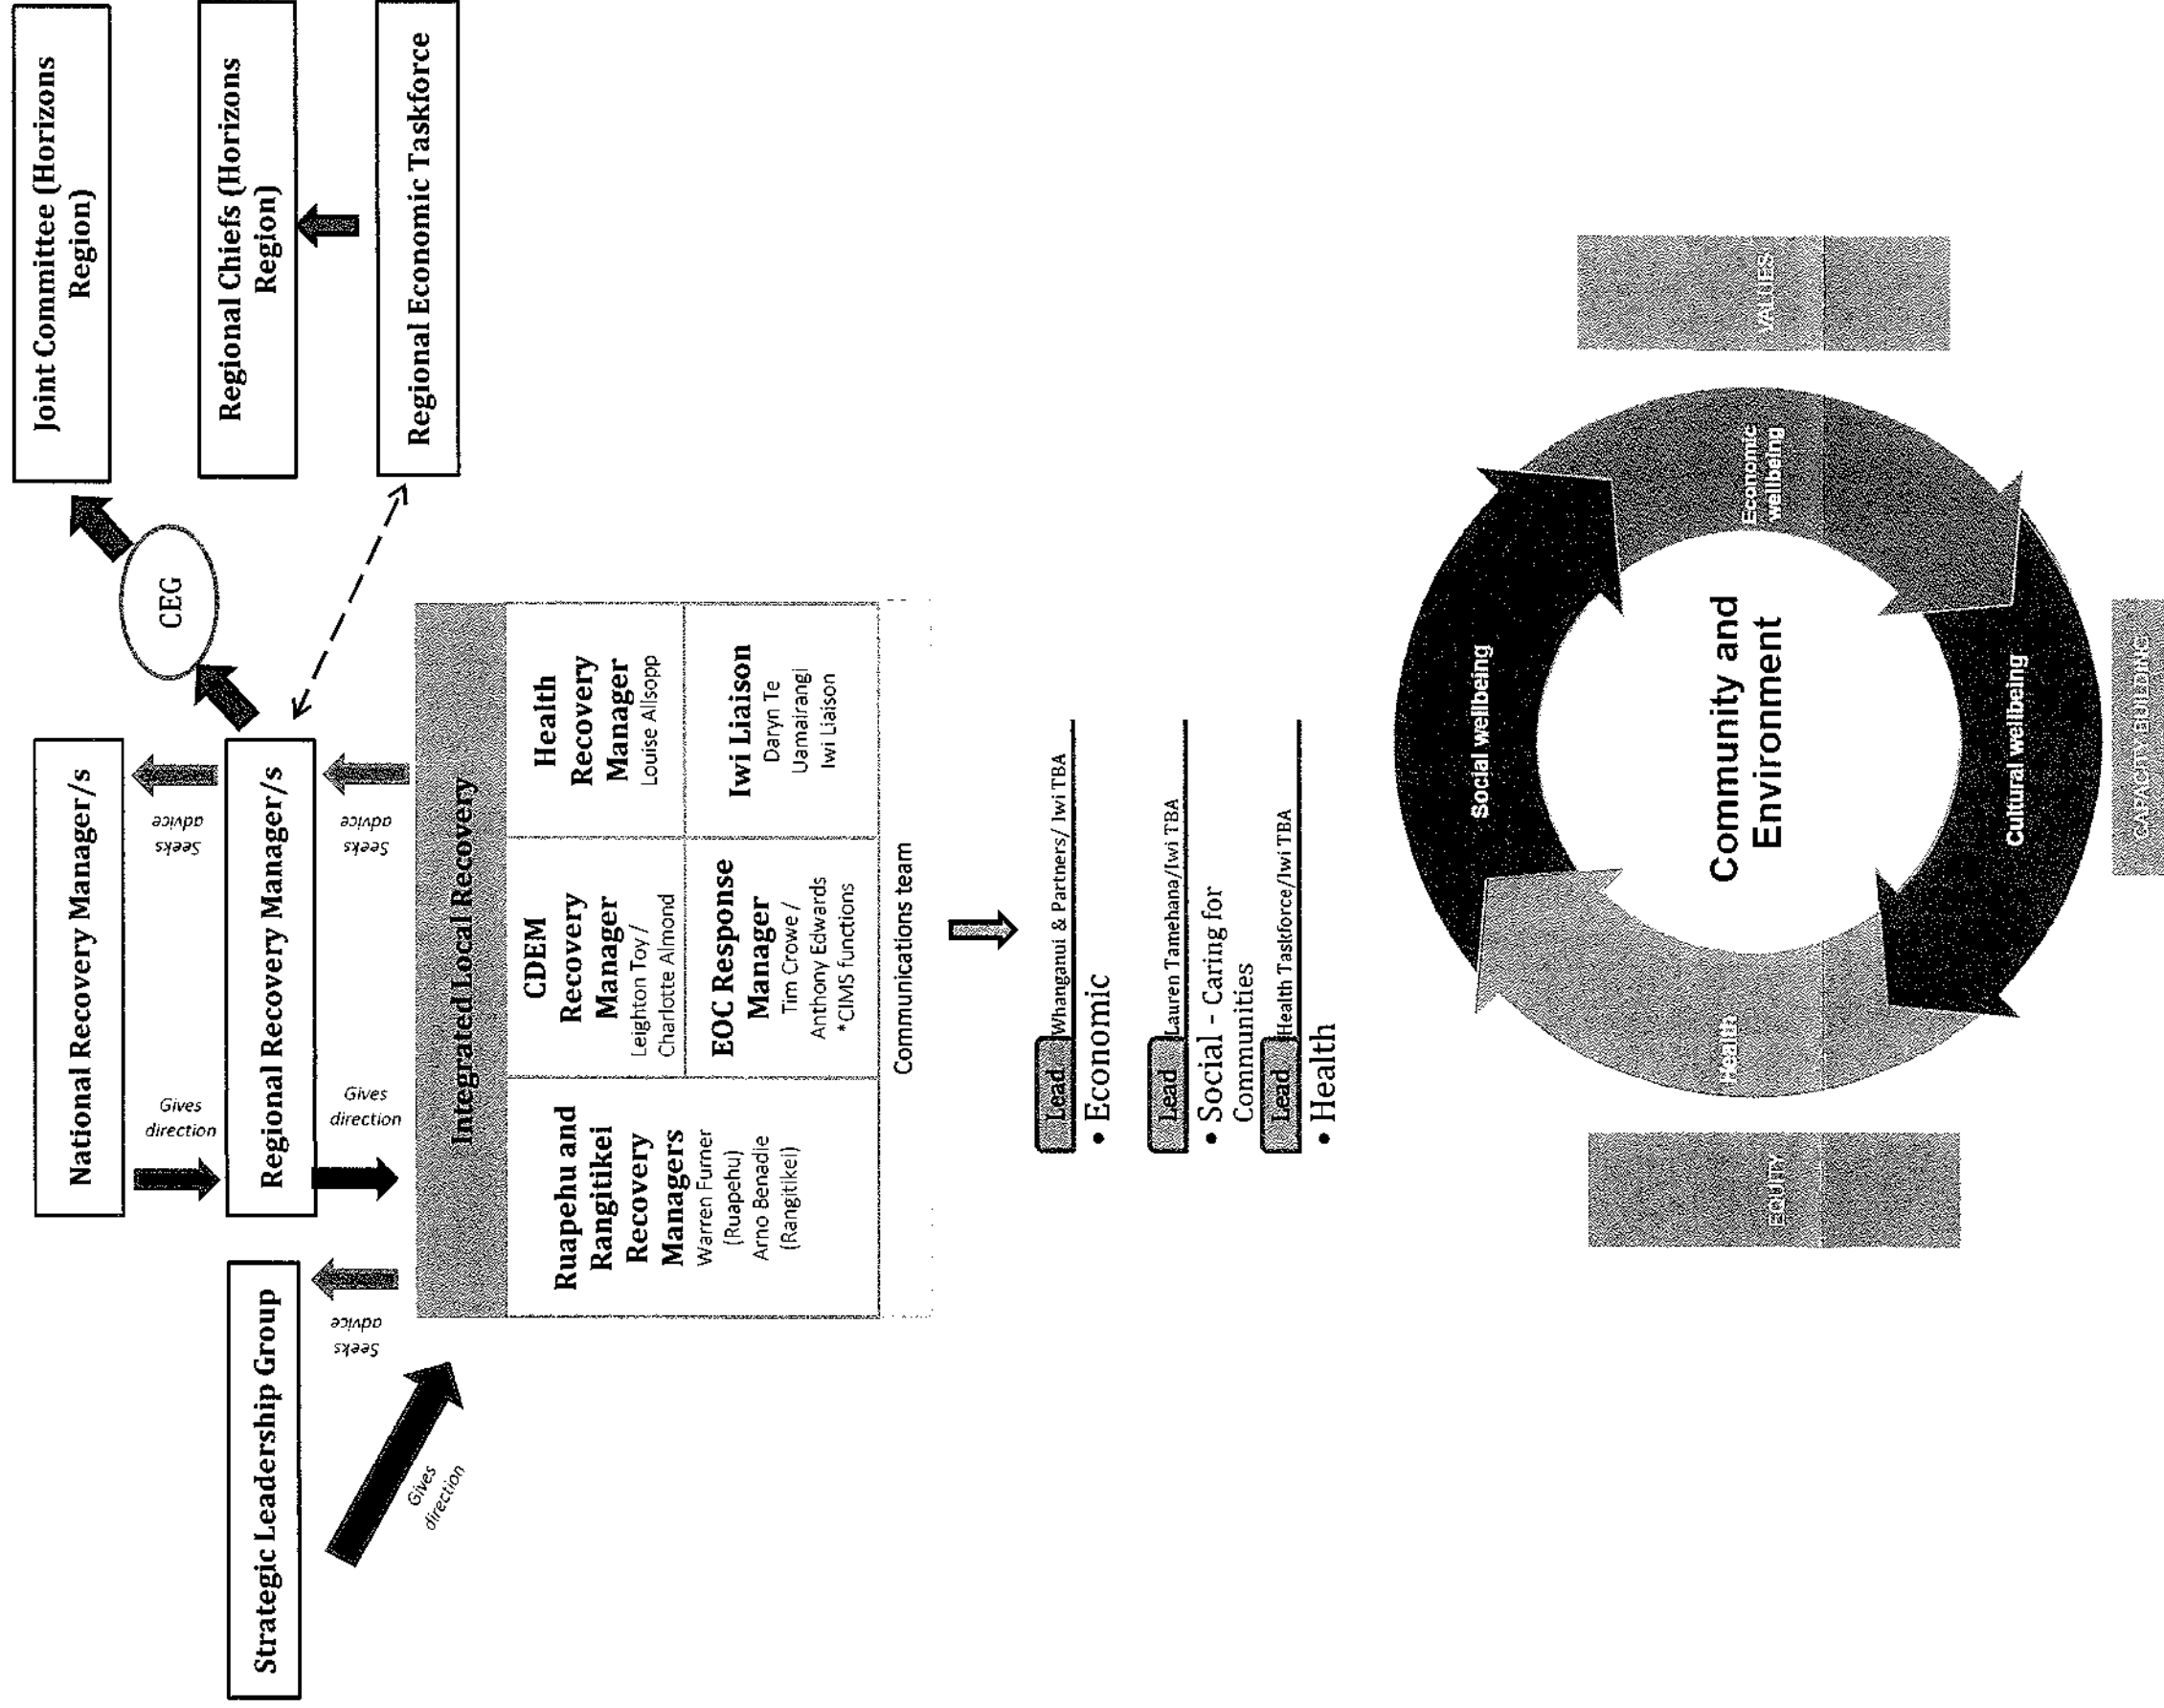 National Recovery Manager/s
Joint Committee (Horizons
Region)
Gives
direction
Seeks
advice
CEG
Strategic Leadership Group
Regional Recovery Manager/s
Regional Chiefs (Horizons
Region)
Seeks
advice
Gives
direction
Seeks
advice
Regional Economic Taskforce
Gives
direction
Integrated Local Recovery
Ruapehu and
Rangitikei
Recovery
Managers
Warren Furner
(Ruapehu)
Arno Benadie
(Rangitikei)
CDEM
Recovery
Manager
Leighton Toy /
Charlotte Almond
Health
Recovery
Manager
Louise Allsopp
EOC Response
Manager
Tim Crowe /
Anthony Edwards
*CIMS functions
Iwi Liaison
Daryn Te
Uamairangi
Iwi Liaison
Communications team
Lead Whanganui & Partners/ Iwi TBA
• Economic
Lead Lauren Tamehana/Iwi TBA
• Social - Caring for
Communities
Lead Health Taskforce/Iwi TBA
• Health
Social wellbeing
EQUITY
Health
Community and
Environment
Economic
wellbeing
VALUES
Cultural wellbeing
CAPACITY BUILDING